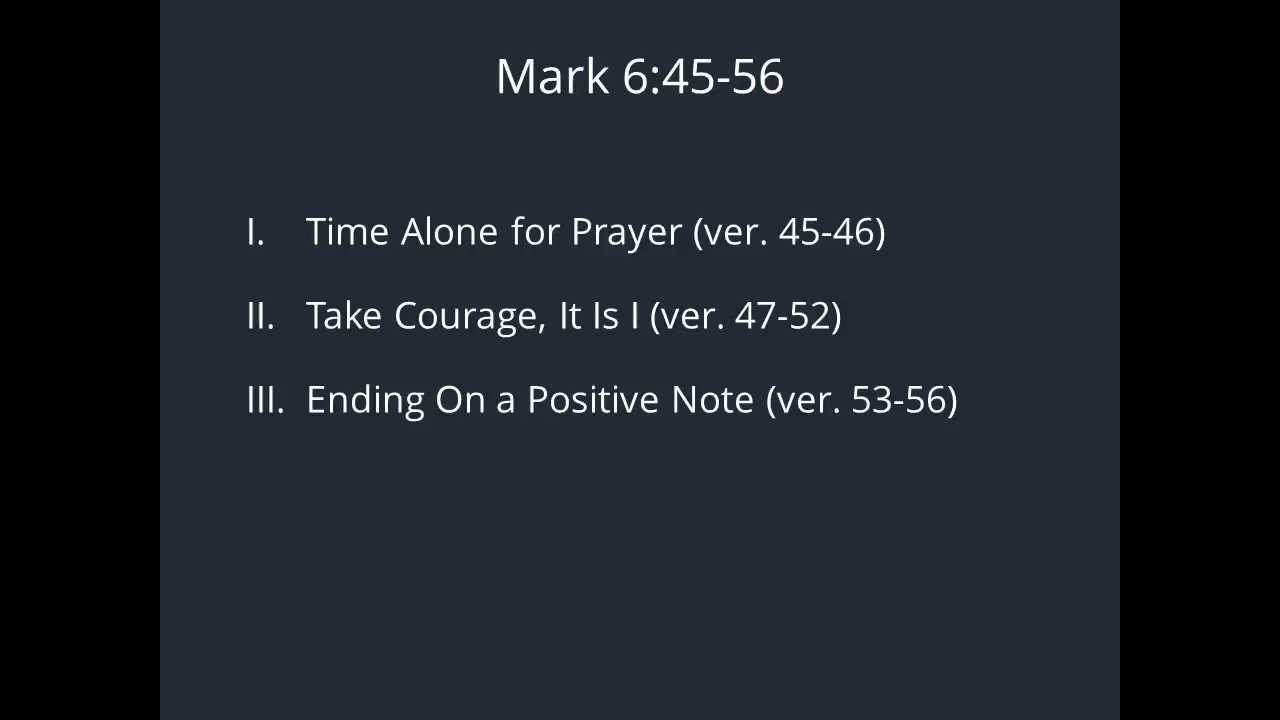 Mark 6:45-56
I. Time Alone for Prayer (ver. 45-46)
II. Take Courage, It Is I (ver. 47-52)
III. Ending On a Positive Note (ver. 53-56)